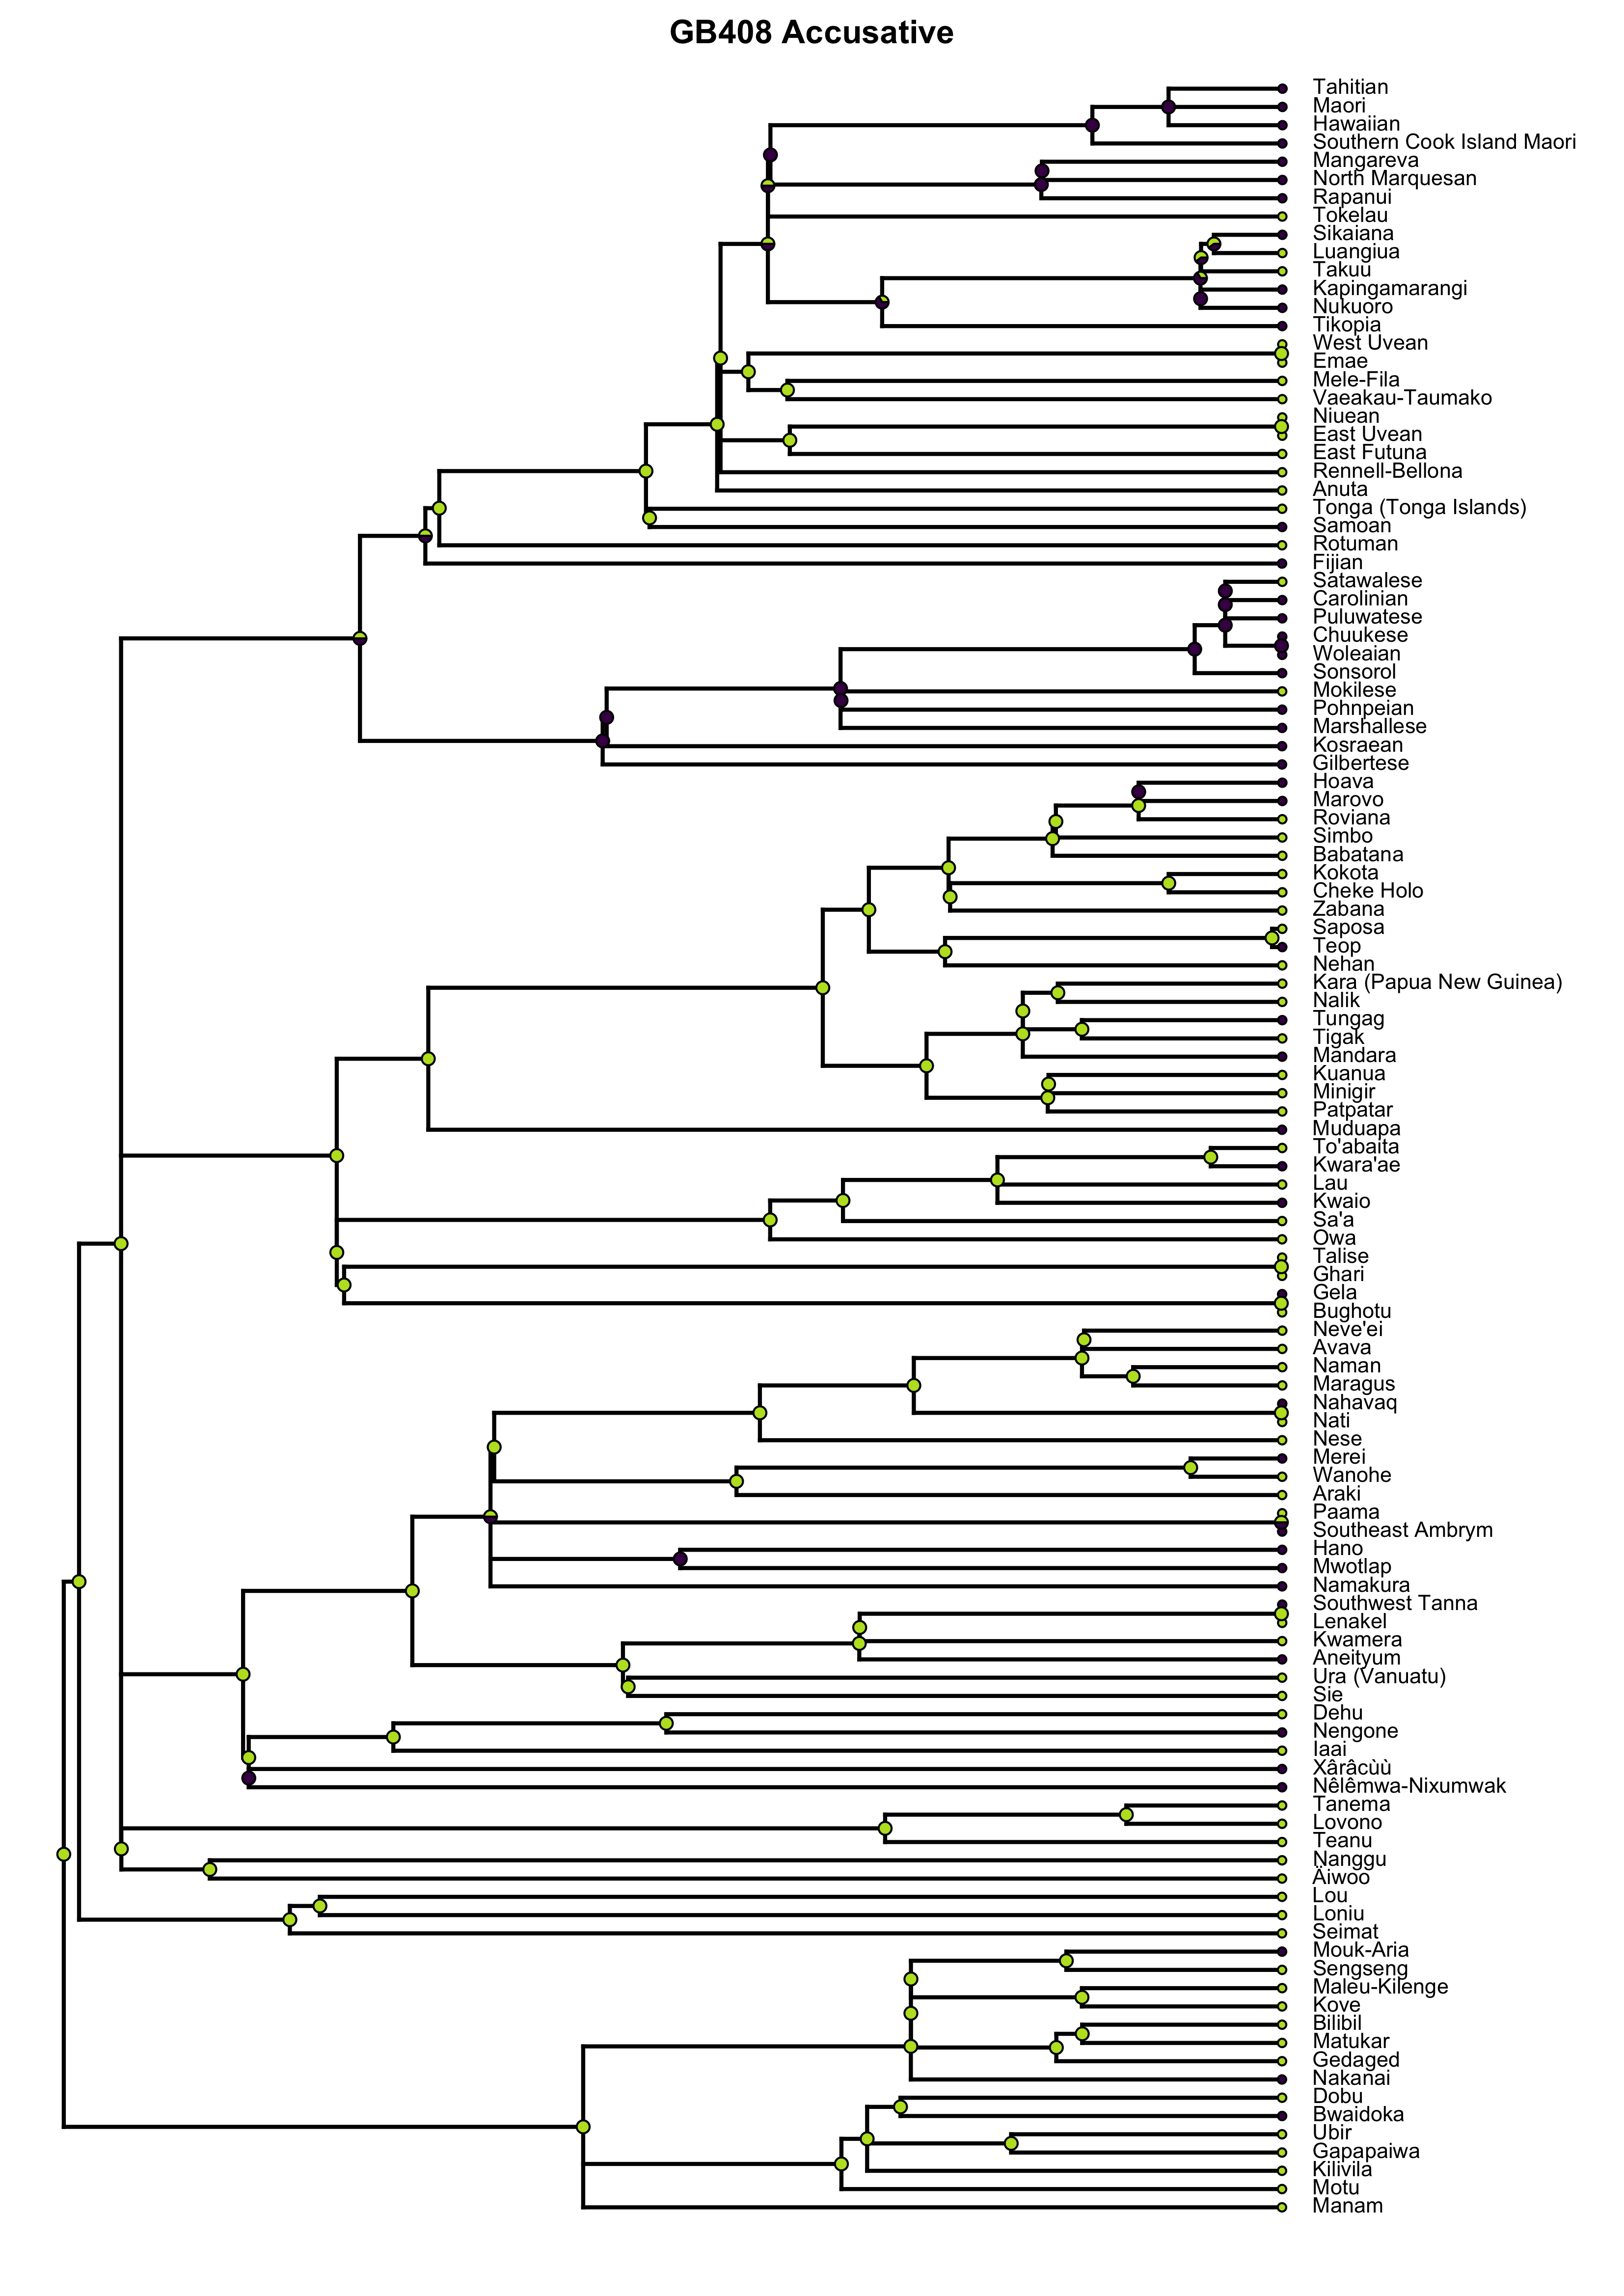 GB408 Accusative
Tahitian
Maori
Hawaiian
Southern Cook Island Maori
Mangareva
North Marquesan
Rapanui
Tokelau
Sikaiana
Luangiua
Takuu
Kapingamarangi
Nukuoro
Tikopia
West Uvean
Emae
Mele-Fila
Vaeakau-Taumako
Niuean
East Uvean
East Futuna
Rennell-Bellona
Anuta
Tonga (Tonga Islands)
Samoan
Rotuman
Fijian
Satawalese
Carolinian
Puluwatese
Chuukese
Woleaian
Sonsorol
Mokilese
Pohnpeian
Marshallese
Kosraean
Gilbertese
Hoava
Marovo
Roviana
Simbo
Babatana
Kokota
Cheke Holo
Zabana
Saposa
Teop
Nehan
Kara (Papua New Guinea)
Nalik
Tungag
Tigak
Mandara
Kuanua
Minigir
Patpatar
Muduapa
To'abaita
Kwara'ae
Lau
Kwaio
Sa'a
Owa
Talise
Ghari
Gela
Bughotu
Neve'ei
Avava
Naman
Maragus
Nahavaq
Nati
Nese
Merei
Wanohe
Araki
Paama
Southeast Ambrym
Hano
Mwotlap
Namakura
Southwest Tanna
Lenakel
Kwamera
Aneityum
Ura (Vanuatu)
Sie
Dehu
Nengone
Iaai
Xârâcùù
Nêlêmwa-Nixumwak
Tanema
Lovono
Teanu
Nanggu
Äiwoo
Lou
Loniu
Seimat
Mouk-Aria
Sengseng
Maleu-Kilenge
Kove
Bilibil
Matukar
Gedaged
Nakanai
Dobu
Bwaidoka
Ubir
Gapapaiwa
Kilivila
Motu
Manam